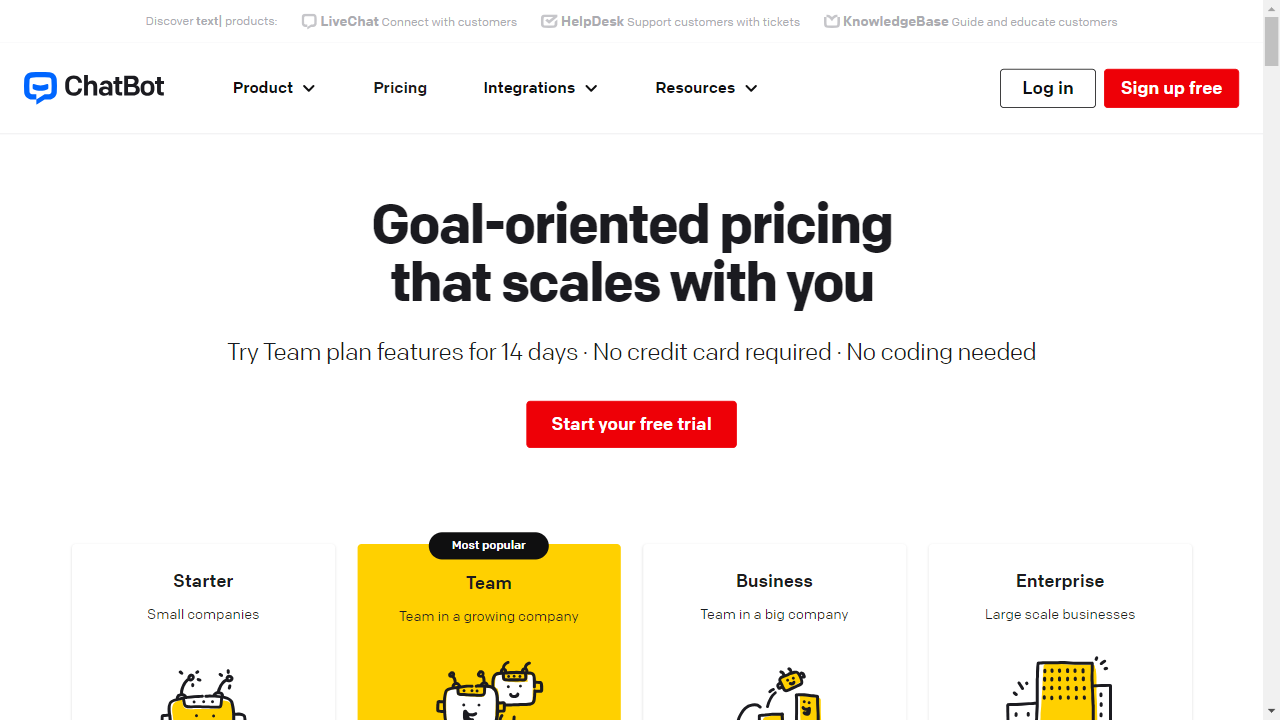 Discover text| products:
LiveChat Connect with customers
HelpDesk Support customers with tickets
KnowledgeBase Guide and educate customers
ChatBot
Product
Pricing
Integrations
Resources
Log in
Sign up free
Goal-oriented pricing
that scales with you
Try Team plan features for 14 days · No credit card required · No coding needed
Start your free trial
Starter
Small companies
Most popular
Team
Team in a growing company
Business
Team in a big company
Enterprise
Large scale businesses